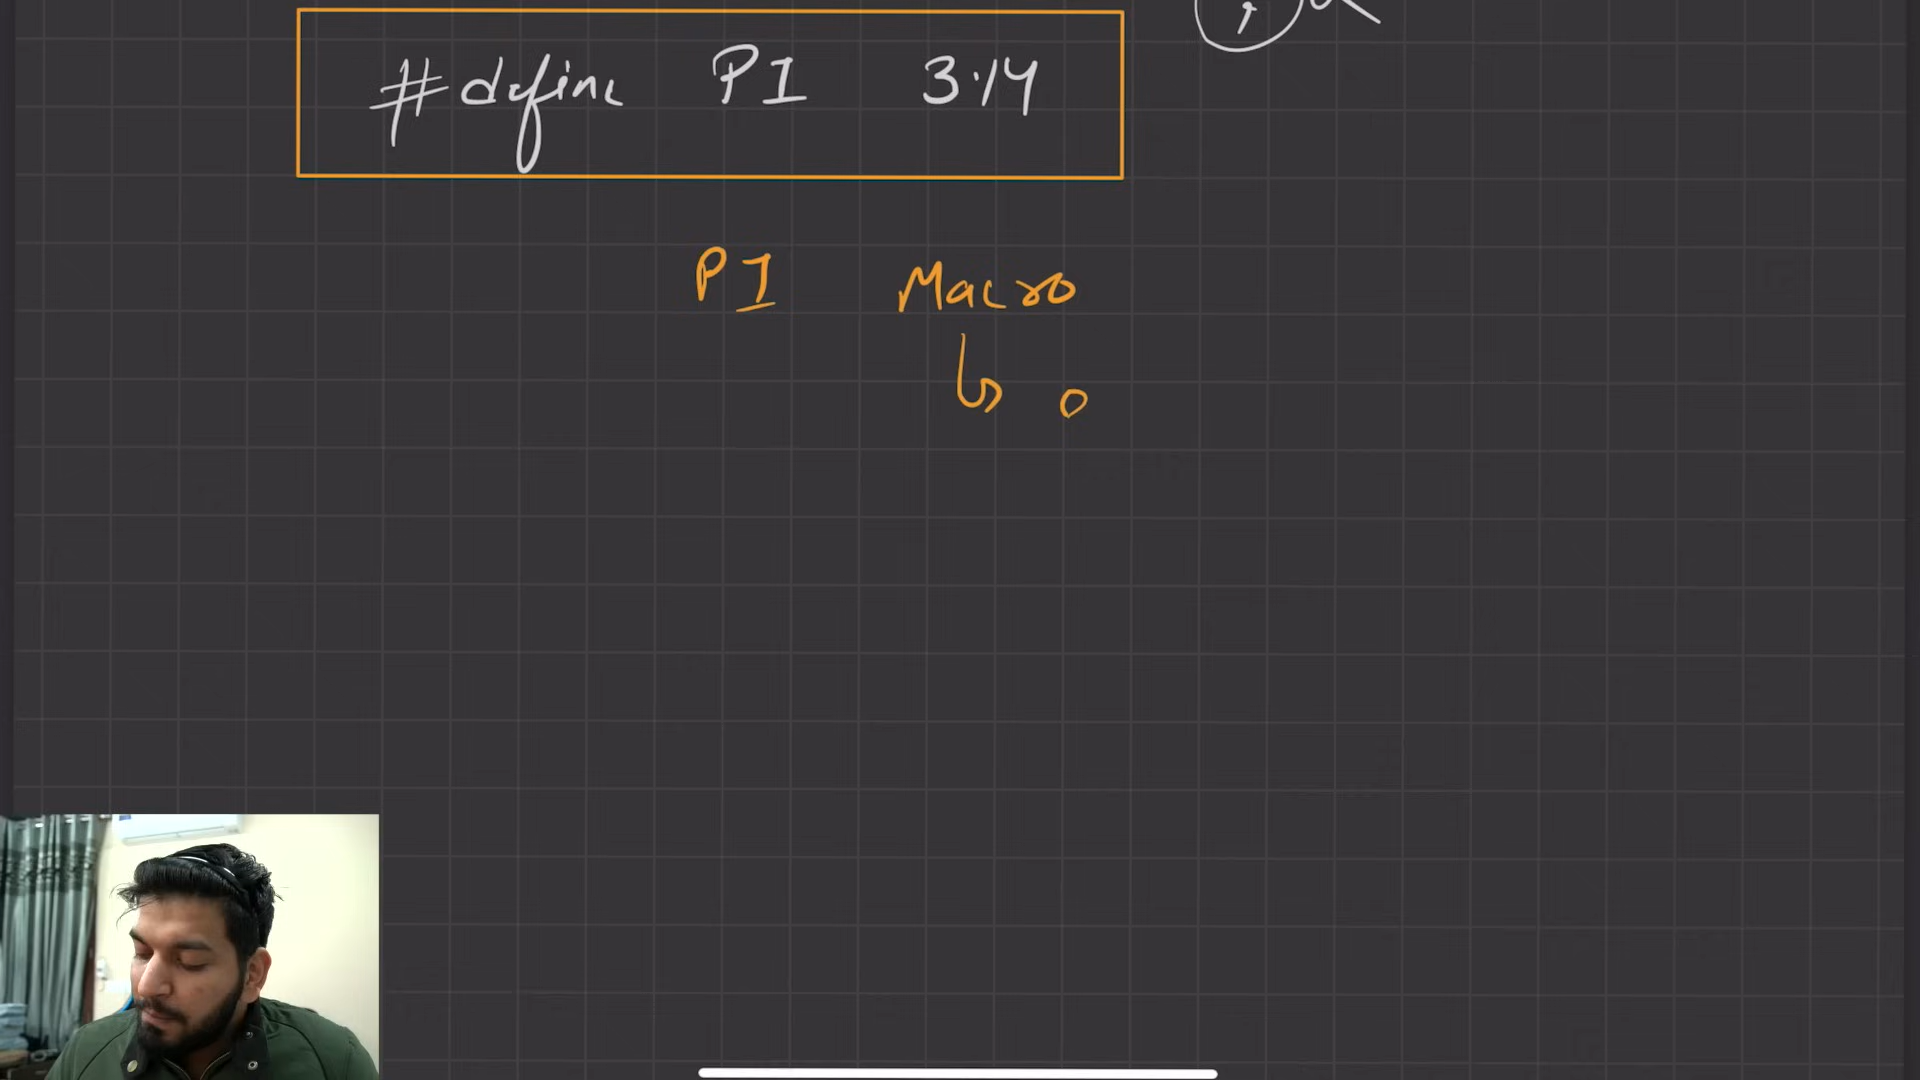 ;
#define PI 3.14
PI Macro
↳ o